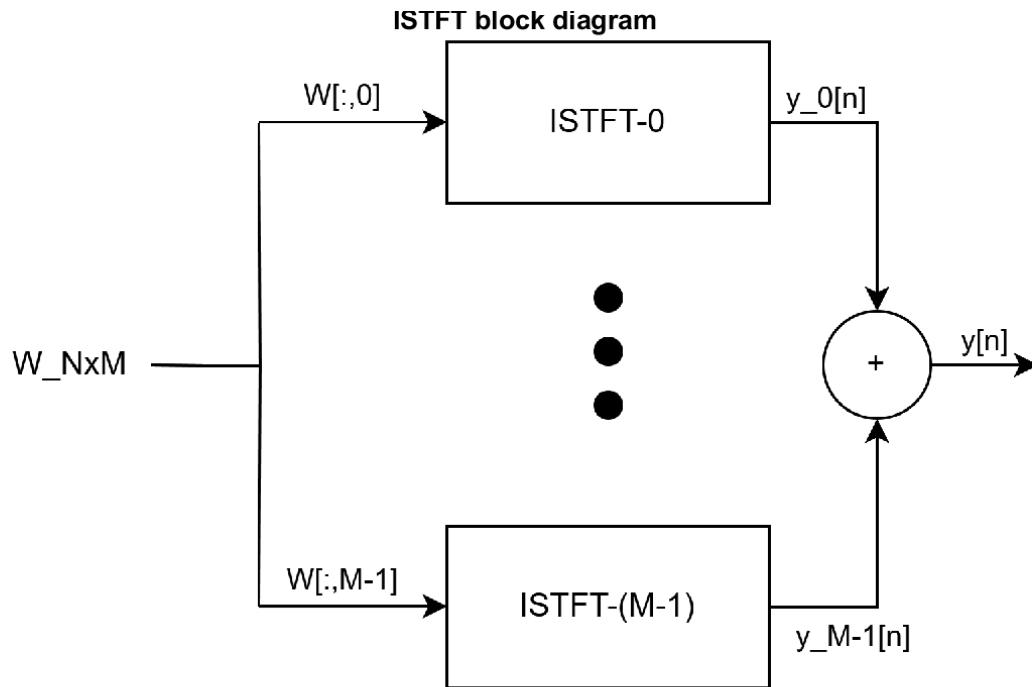 ISTFT block diagram
W[:,0]
ISTFT-0
y_0[n]
W_NxM
+
y[n]
W[:,M-1]
ISTFT-(M-1)
y_M-1[n]